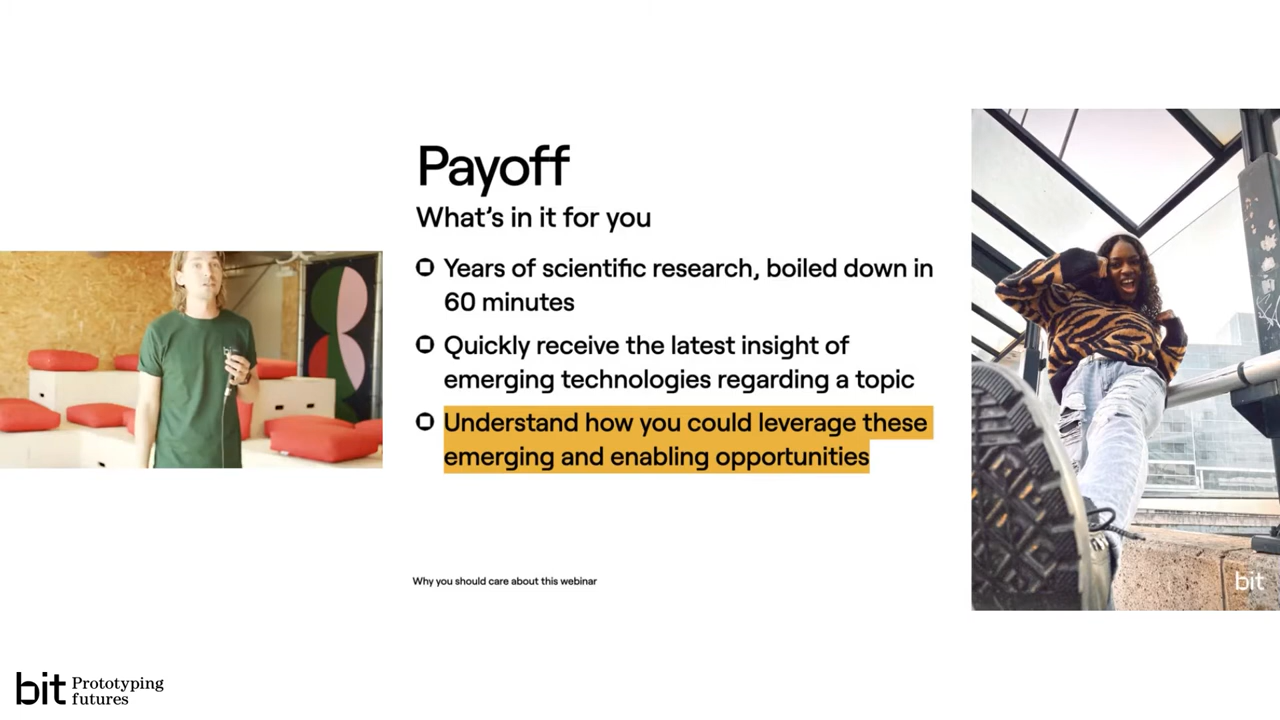 Payoff
What's in it for you
Years of scientific research, boiled down in
60 minutes
Quickly receive the latest insight of
emerging technologies regarding a topic
Understand how you could leverage these
emerging and enabling opportunities
Why you should care about this webinar
bit
bit Prototyping
futures